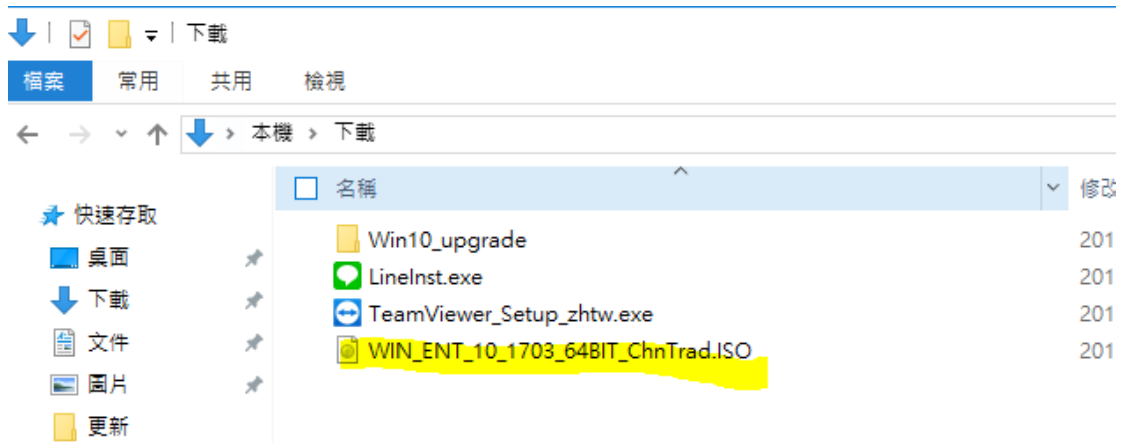 下載
檔案 常用 共用 檢視
本機 下載
名稱 修改
快速存取
桌面
下載
文件
圖片
更新
Win10_upgrade 201
LineInst.exe 201
TeamViewer_Setup_zhtw.exe 201
WIN_ENT_10_1703_64BIT_ChnTrad.ISO 201